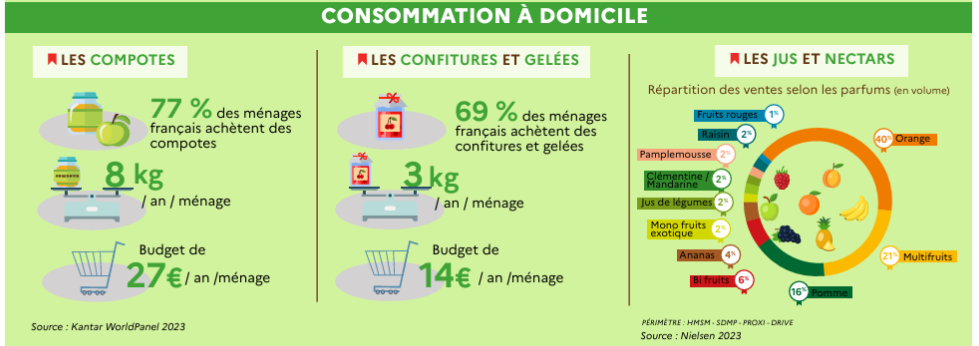 CONSOMMATION À DOMICILE
LES COMPOTES
77 % des ménages
français achètent des
compotes
8 kg
/ an / ménage
Budget de
27€ / an /ménage
Source : Kantar WorldPanel 2023
LES CONFITURES ET GELÉES
69 % des ménages
français achètent des
confitures et gelées
3 kg
/ an / ménage
Budget de
14€ / an /ménage
LES JUS ET NECTARS
Répartition des ventes selon les parfums (en volume)
Fruits rouges 1%
Raisin 2%
Pamplemousse 2%
Clémentine /
Mandarine 2%
Jus de légumes 2%
Mono fruits
exotique 2%
Ananas 4%
Bi fruits 6%
16% Pomme
21% Multifruits
40% Orange
PÉRIMÈTRE : HMSM - SDMP - PROXI - DRIVE
Source : Nielsen 2023